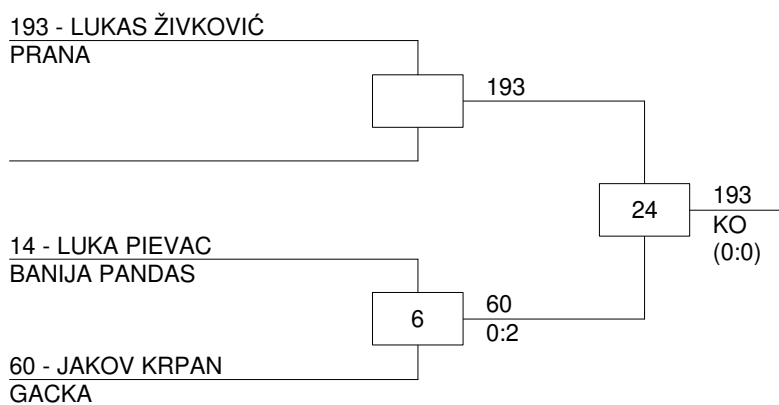 193 - LUKAS ŽIVKOVIĆ
PRANA
193
24
193
KO
(0:0)
14 - LUKA PIEVAC
BANIJA PANDAS
6
60
0:2
60 - JAKOV KRPAN
GACKA